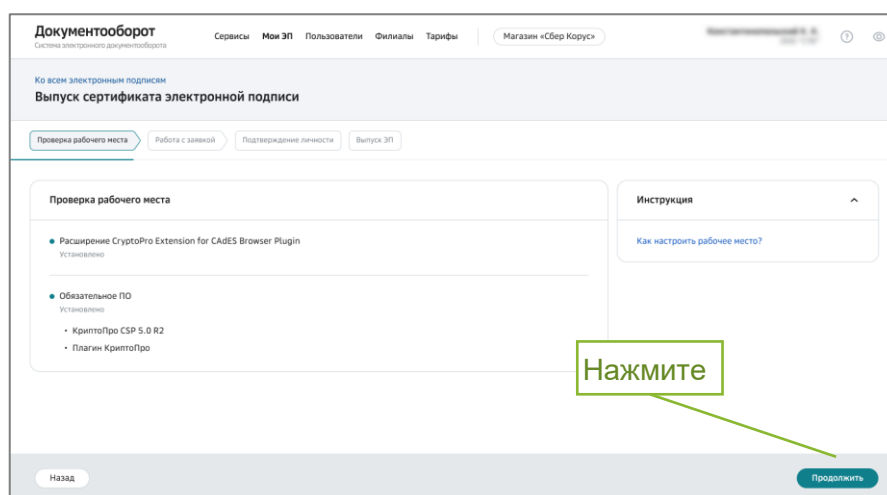 Документооборот
Система электронного документооборота
Сервисы Мои ЭП Пользователи Филиалы Тарифы Магазин «Сбер Корус»
Ко всем электронным подписям
Выпуск сертификата электронной подписи
Проверка рабочего места Работа с заявкой Подтверждение личности Выпуск ЭП
Проверка рабочего места
Расширение CryptoPro Extension for CAdES Browser Plugin
Установлено
Обязательное ПО
Установлено
• КриптоПро CSP 5.0 R2
• Плагин КриптоПро
Инструкция
Как настроить рабочее место?
Нажмите
Назад Продолжить